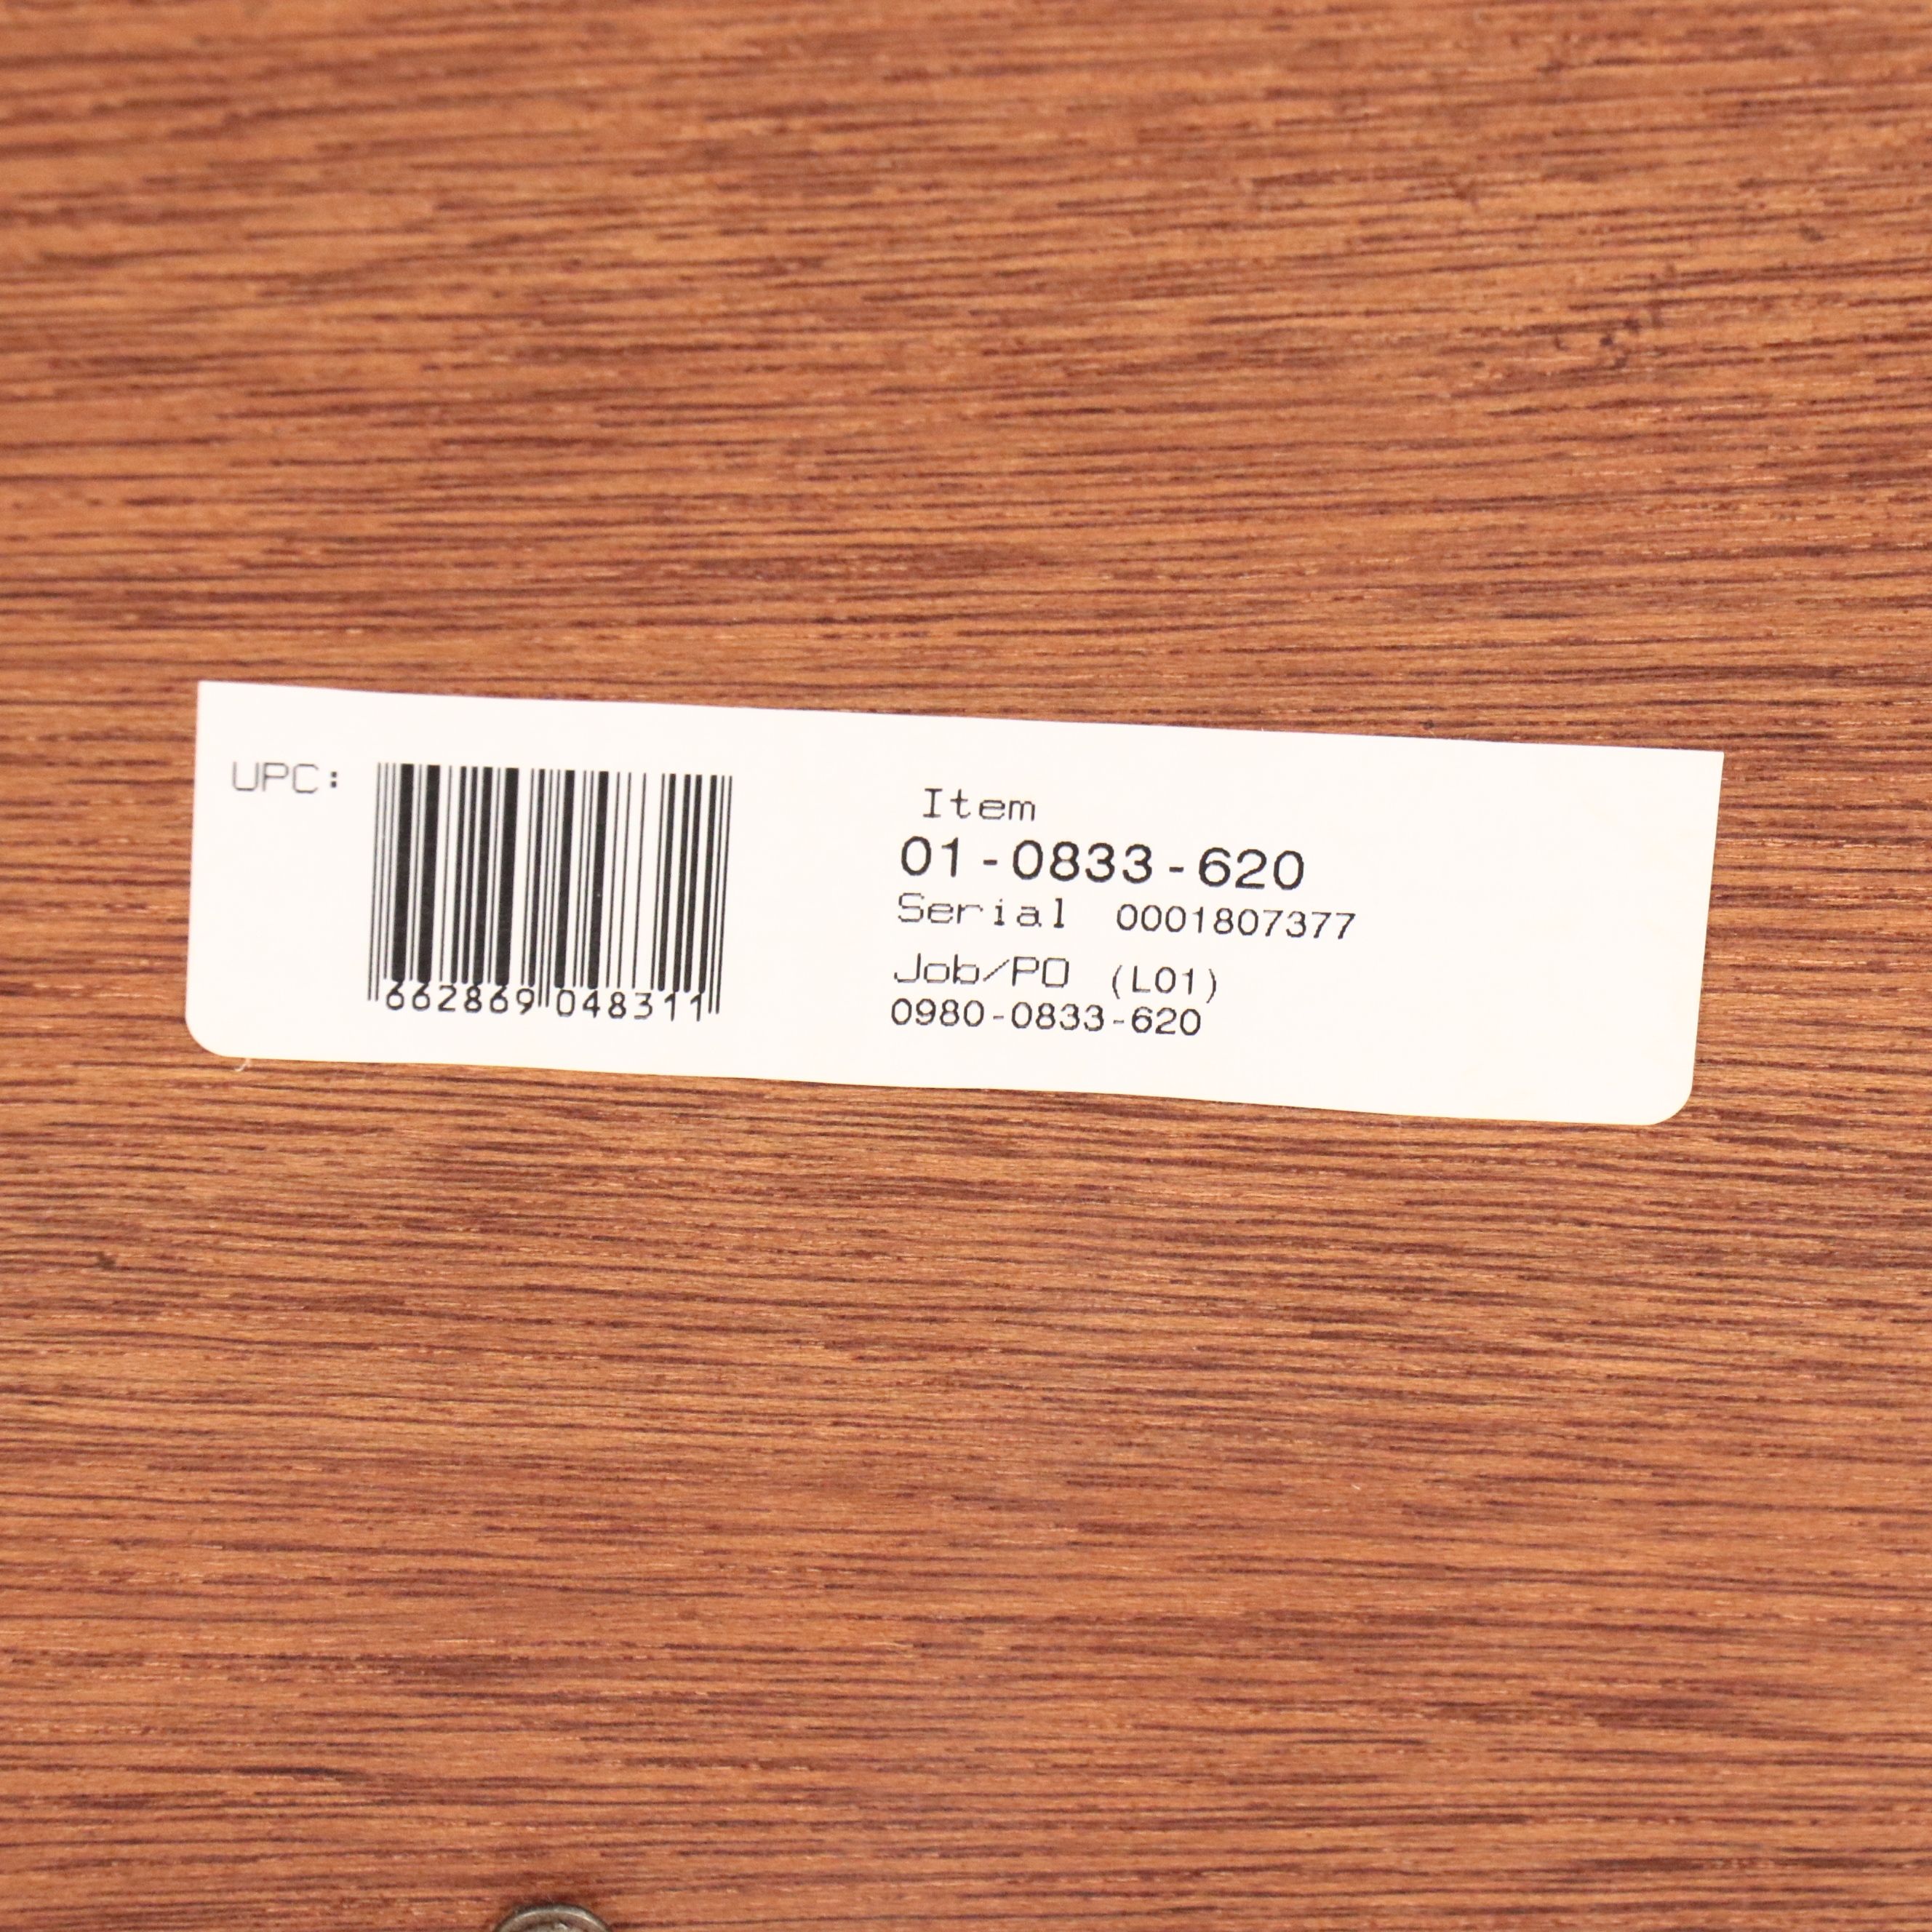 UPC:
662869 048311
Item
01-0833-620
Serial 0001807377
Job/PO (L01)
0980-0833-620